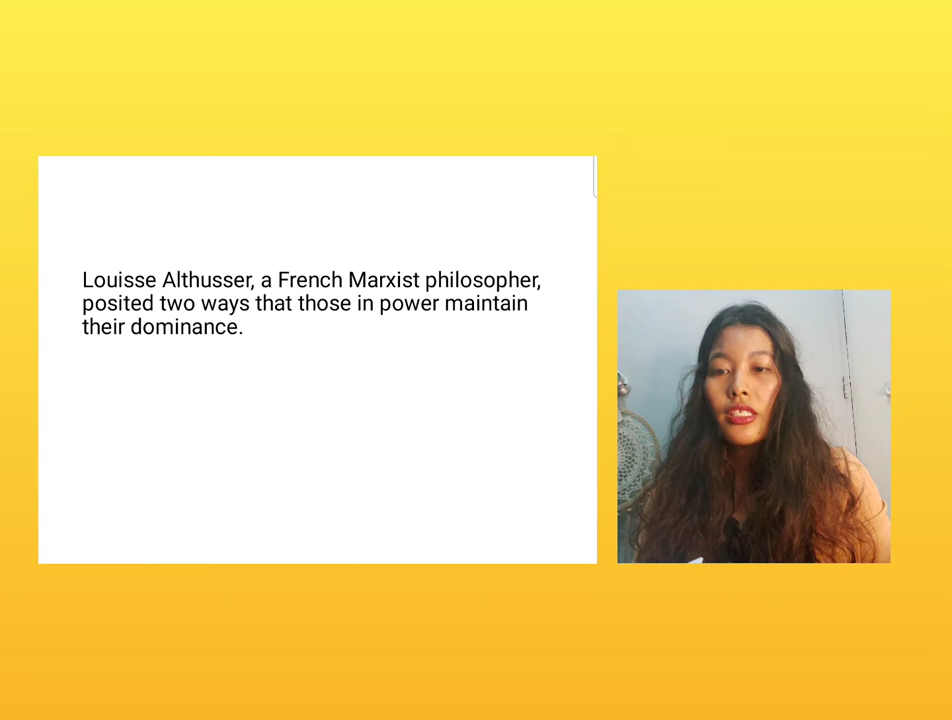 Louisse Althusser, a French Marxist philosopher,
posited two ways that those in power maintain
their dominance.